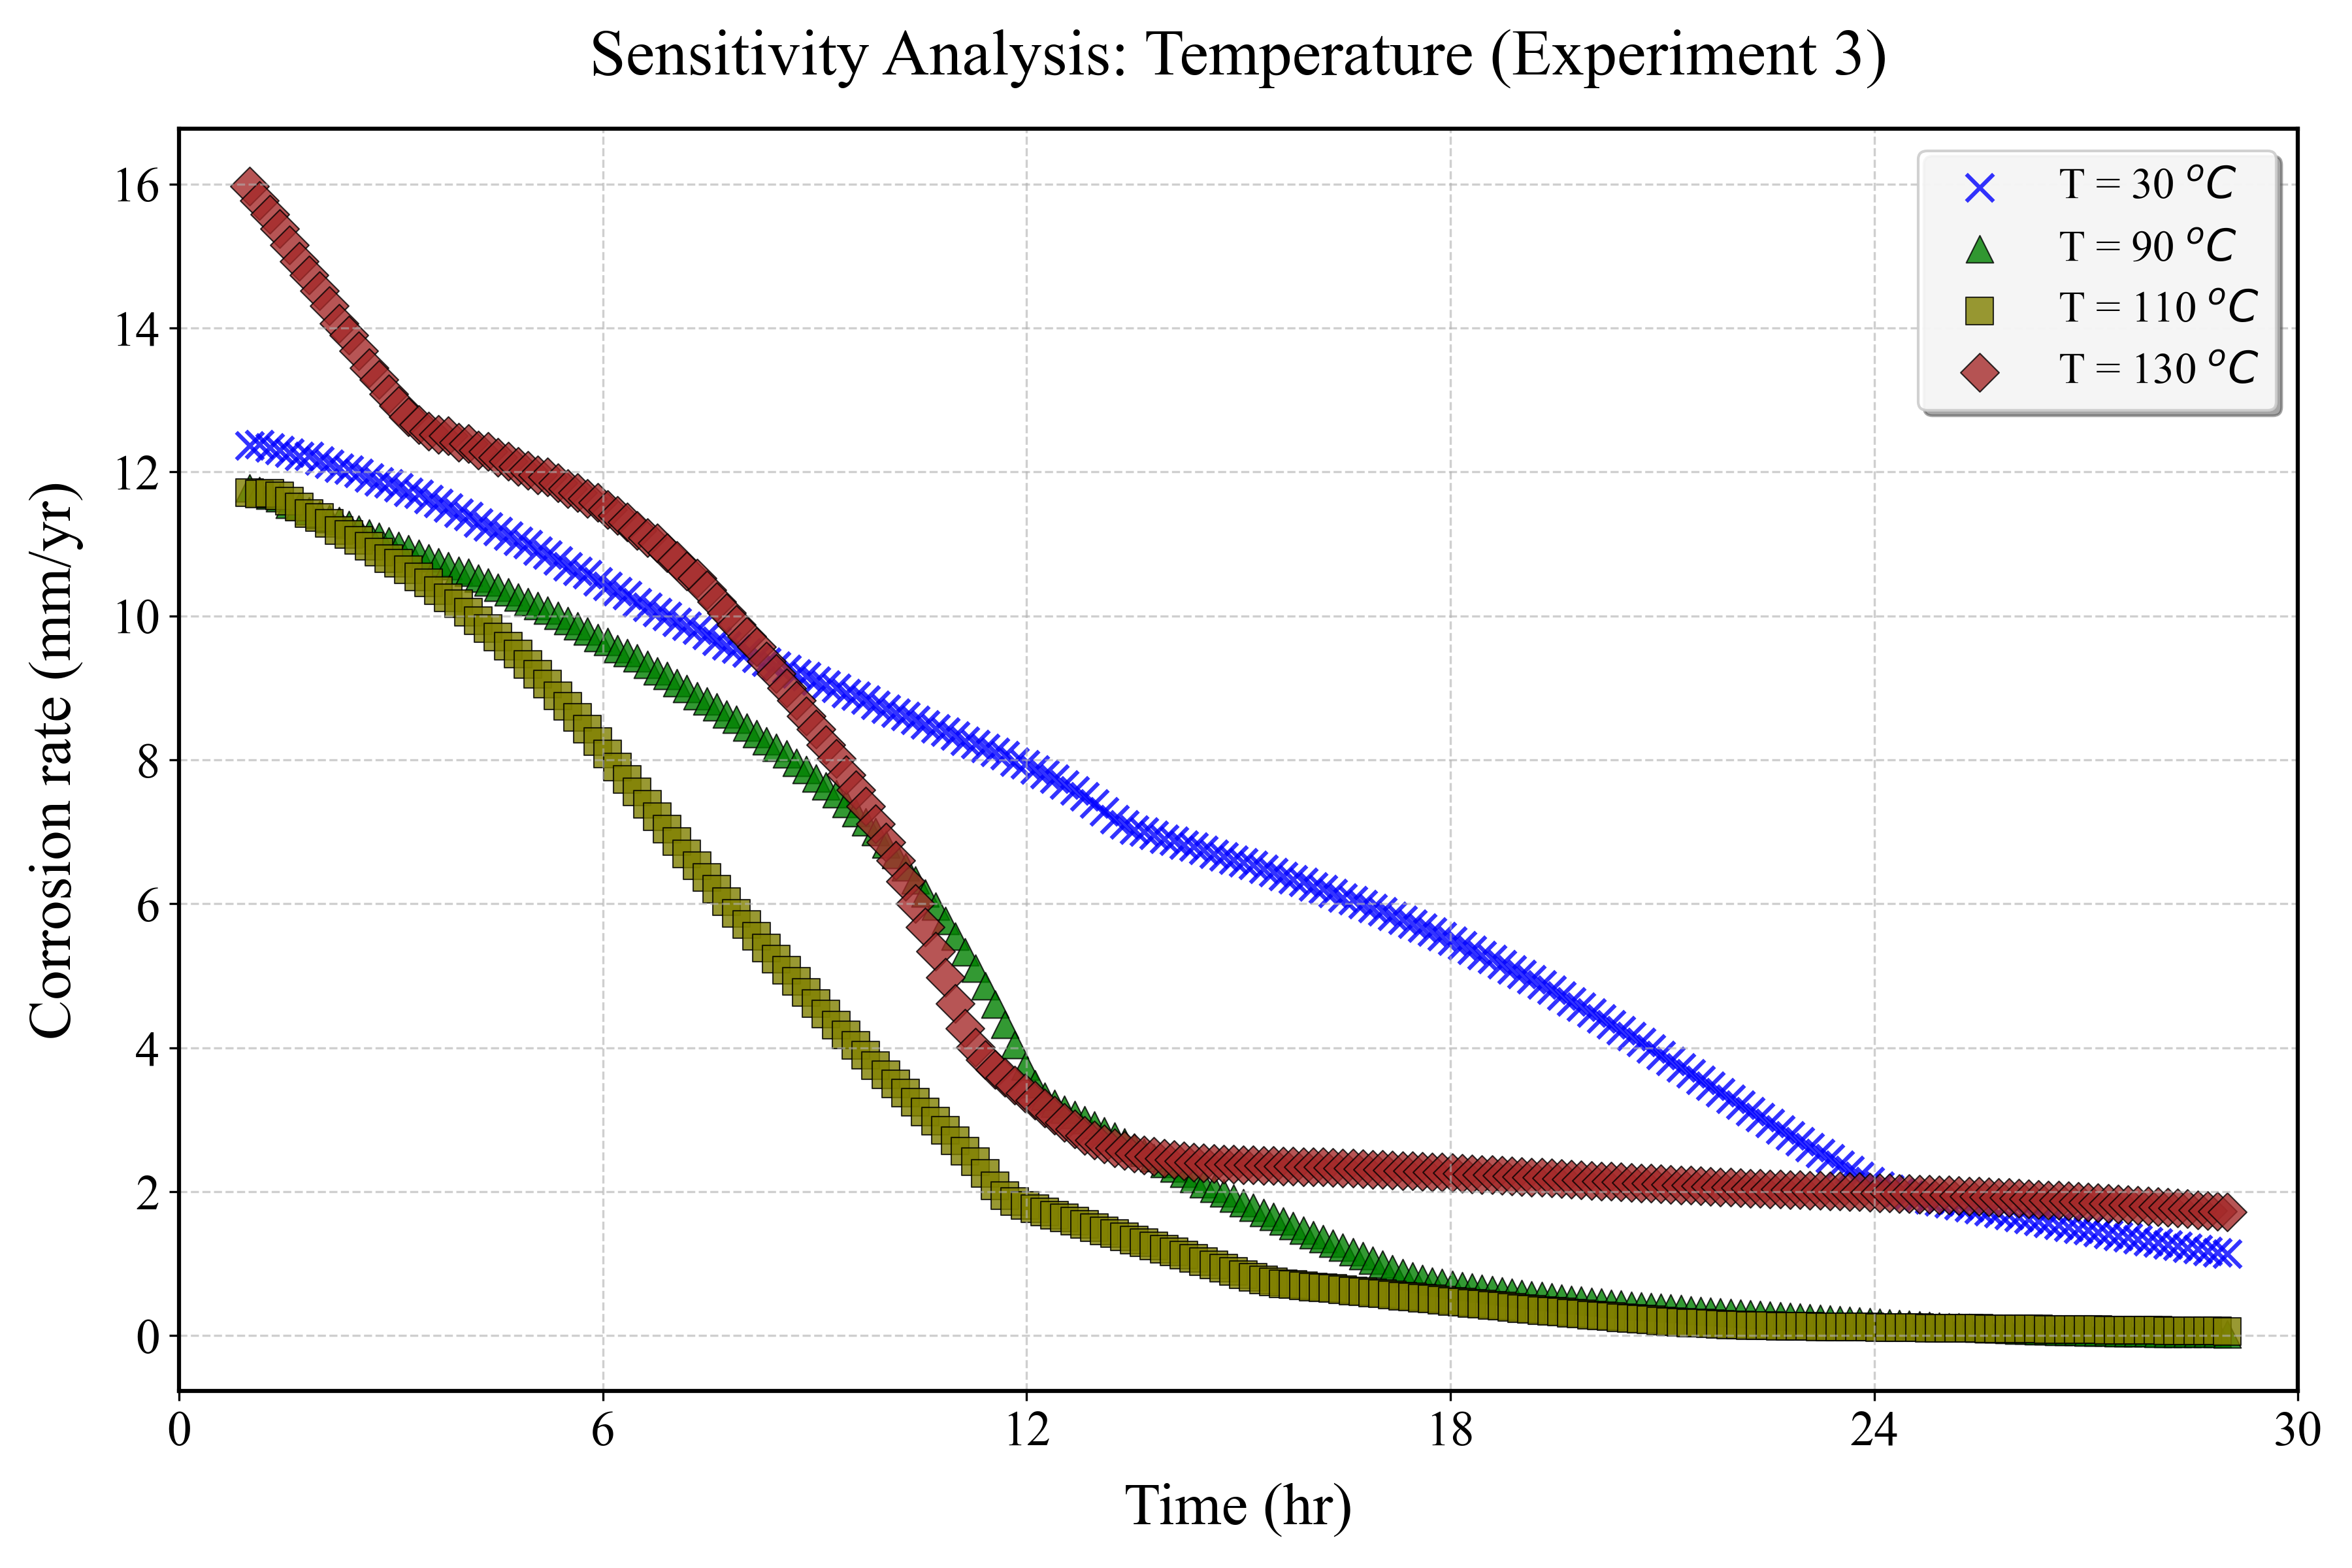 Sensitivity Analysis: Temperature (Experiment 3)
T = 30 °C
T = 90 °C
T = 110 °C
T = 130 °C
Corrosion rate (mm/yr)
16
14
12
10
8
6
4
2
0
0 6 12 18 24 30
Time (hr)